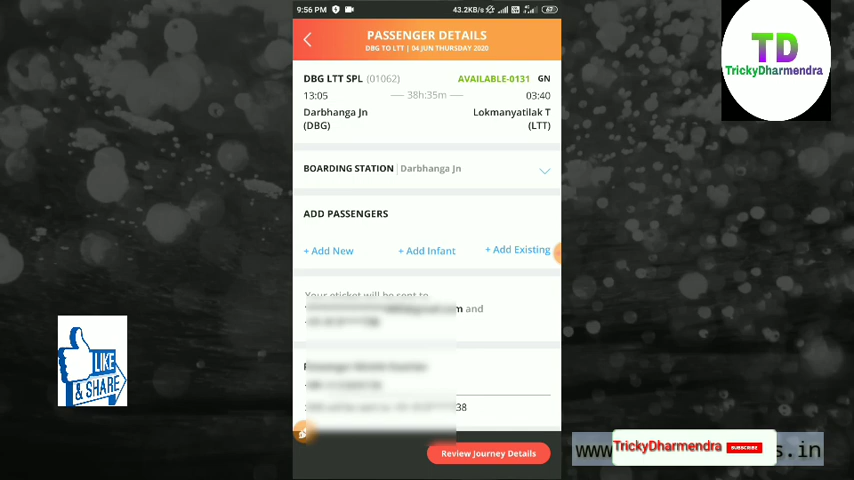 9:56 PM
43.2KB/s
67
PASSENGER DETAILS
DBG TO LTT | 04 JUN THURSDAY 2020
DBG LTT SPL (01062)
AVAILABLE-0131 GN
13:05
38h:35m
03:40
Darbhanga Jn
(DBG)
Lokmanyatilak T
(LTT)
BOARDING STATION | Darbhanga Jn
ADD PASSENGERS
+ Add New
+ Add Infant
+ Add Existing
Your eticket will be sent to
m and
38
Review Journey Details
TD
TrickyDharmendra
LIKE
& SHARE
www
s.in
TrickyDharmendra
SUBSCRIBE